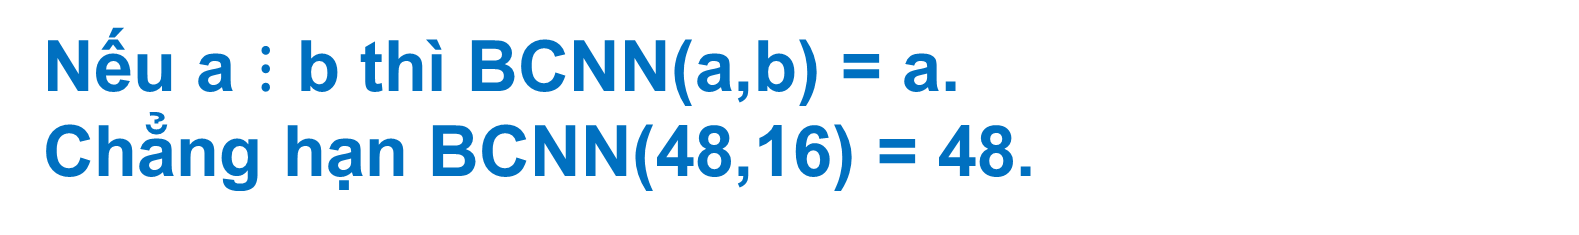 Nếu a ⋮ b thì BCNN(a,b) = a.
Chẳng hạn BCNN(48,16) = 48.